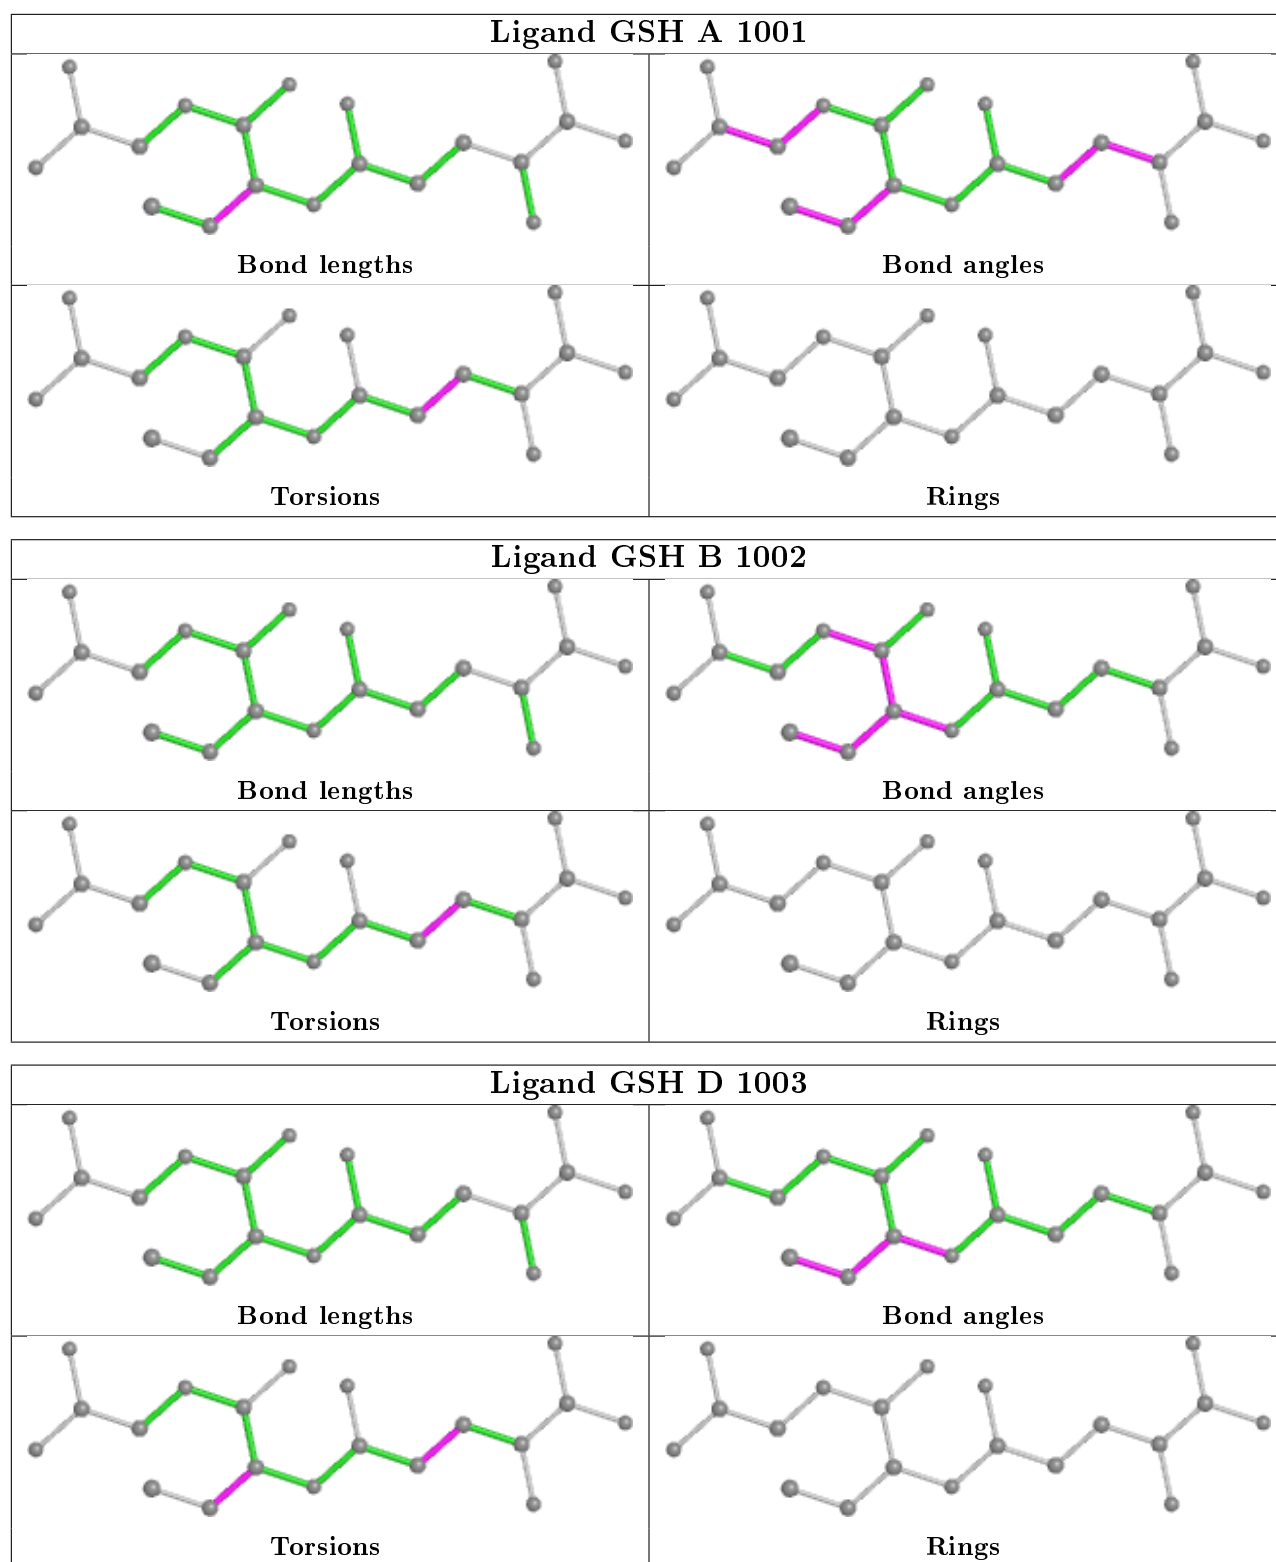 Ligand GSH A 1001
Bond lengths
Bond angles
Torsions
Rings
Ligand GSH B 1002
Bond lengths
Bond angles
Torsions
Rings
Ligand GSH D 1003
Bond lengths
Bond angles
Torsions
Rings